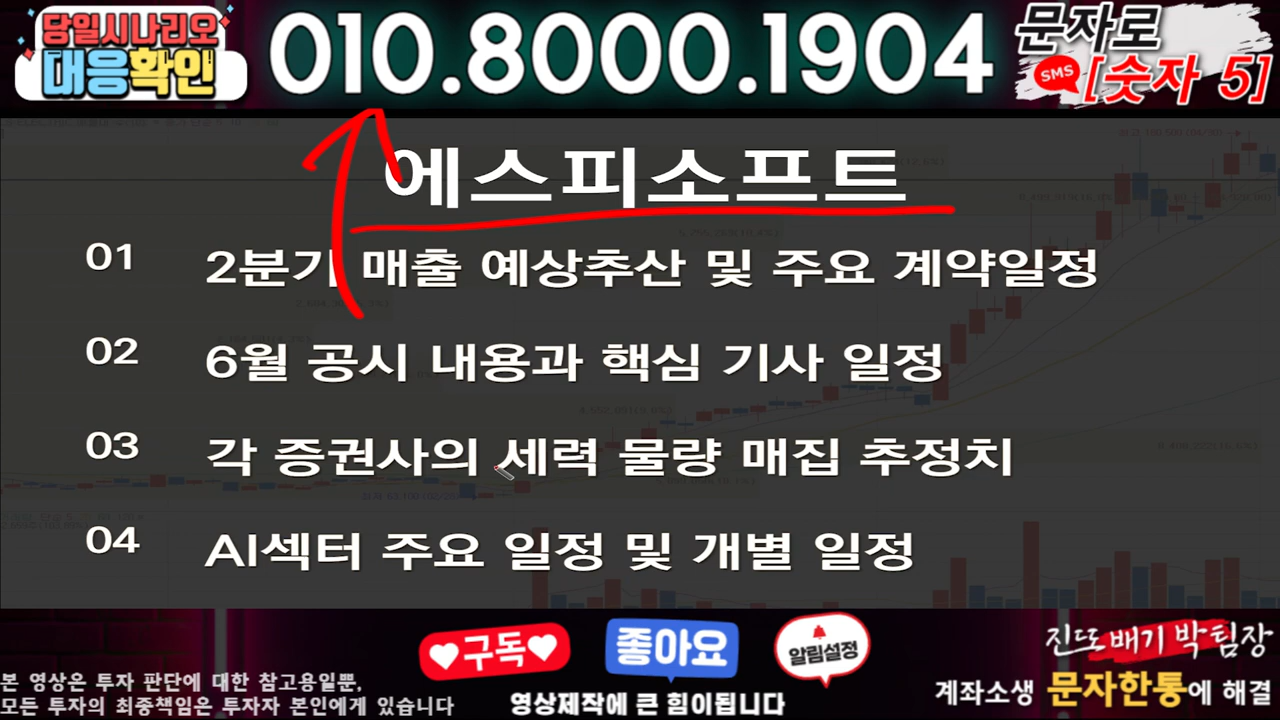 당일시나리오
대응확인
010.8000.1904
문자로
SMS
[숫자 5]
에스피소프트
01
2분기 매출 예상추산 및 주요 계약일정
02
6월 공시 내용과 핵심 기사 일정
03
각 증권사의 세력 물량 매집 추정치
04
AI섹터 주요 일정 및 개별 일정
구독
좋아요
알림설정
영상제작에 큰 힘이됩니다
본 영상은 투자 판단에 대한 참고용일뿐,
모든 투자의 최종책임은 투자자 본인에게 있습니다
진또배기 박팀장
계좌소생 문자한통에 해결